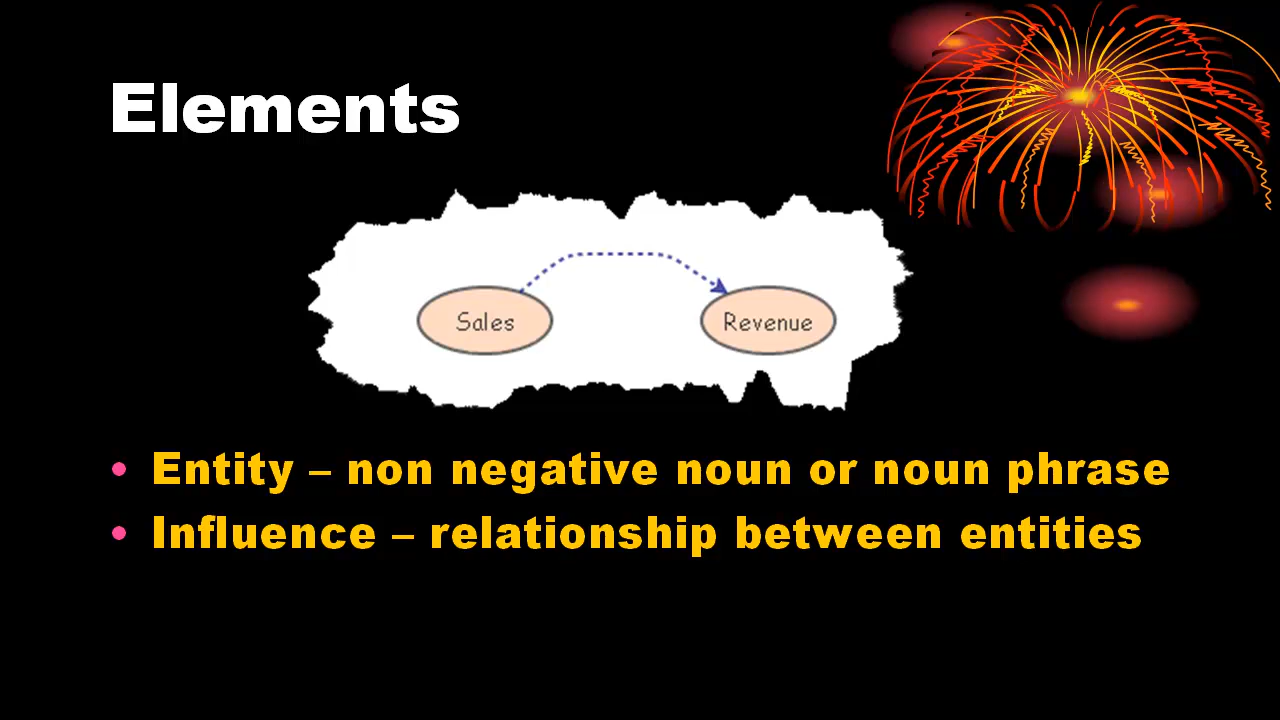 Elements
Sales
Revenue
• Entity – non negative noun or noun phrase
• Influence – relationship between entities